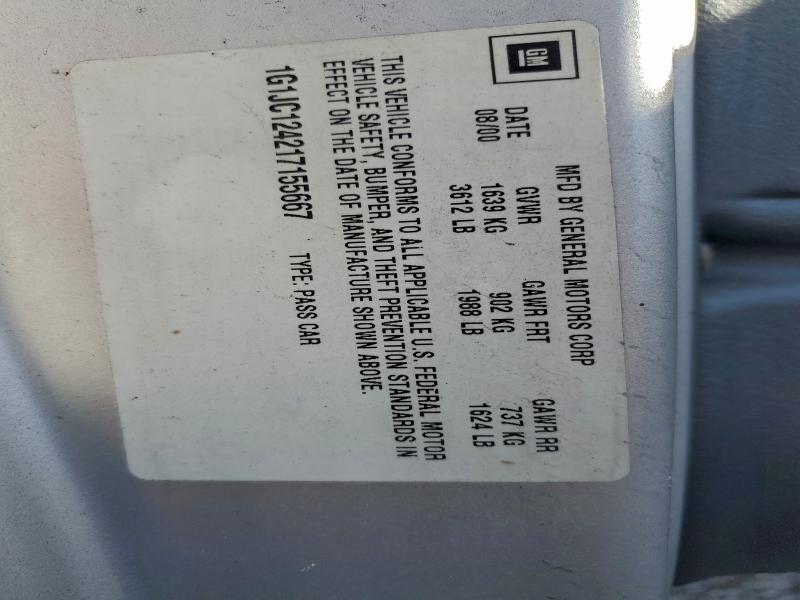 GM
MFD BY GENERAL MOTORS CORP
DATE GVWR GAWR FRT GAWR RR
08/00 1639 KG 902 KG 737 KG
3612 LB 1988 LB 1624 LB
THIS VEHICLE CONFORMS TO ALL APPLICABLE U.S. FEDERAL MOTOR
VEHICLE SAFETY, BUMPER, AND THEFT PREVENTION STANDARDS IN
EFFECT ON THE DATE OF MANUFACTURE SHOWN ABOVE.
1G1JC124217155667 TYPE: PASS CAR